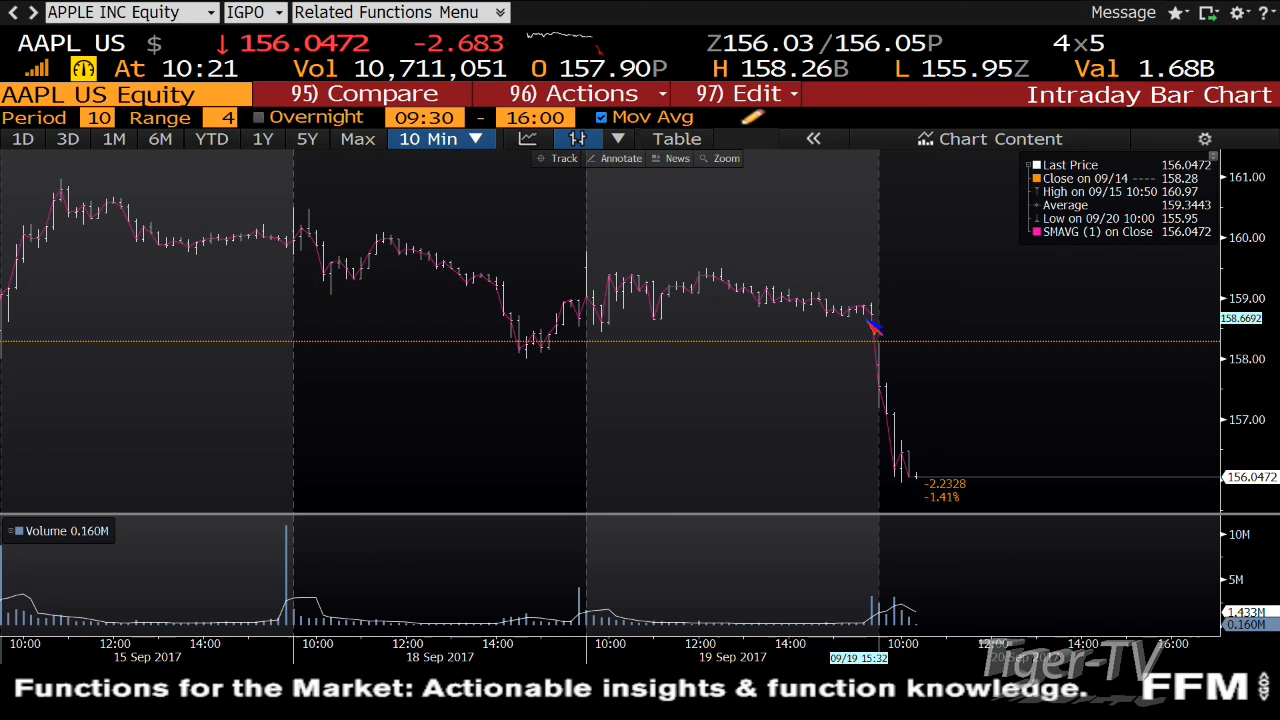 APPLE INC Equity IGPO Related Functions Menu Message
AAPL US $ ↓ 156.0472 -2.683 Z156.03 /156.05P 4×5
At 10:21 Vol 10,711,051 O 157.90P H 158.26B L 155.95Z Val 1.68B
AAPL US Equity 95) Compare 96) Actions 97) Edit Intraday Bar Chart
Period 10 Range 4 Overnight 09:30 - 16:00 Mov Avg
1D 3D 1M 6M YTD 1Y 5Y Max 10 Min Table Chart Content
Track Annotate News Zoom
Last Price 156.0472
Close on 09/14 ---- 158.28
High on 09/15 10:50 160.97
Average 159.3443
Low on 09/20 10:00 155.95
SMAVG (1) on Close 156.0472
161.00
160.00
159.00
158.6692
158.00
157.00
156.0472
-2.2328
-1.41%
Volume 0.160M
10M
5M
1.433M
0.160M
10:00 12:00 14:00 10:00 12:00 14:00 10:00 12:00 14:00 10:00 12:00 14:00 16:00
15 Sep 2017 18 Sep 2017 19 Sep 2017 09/19 15:32 20 Sep 2017
Tiger-TV
Functions for the Market: Actionable insights & function knowledge. FFM